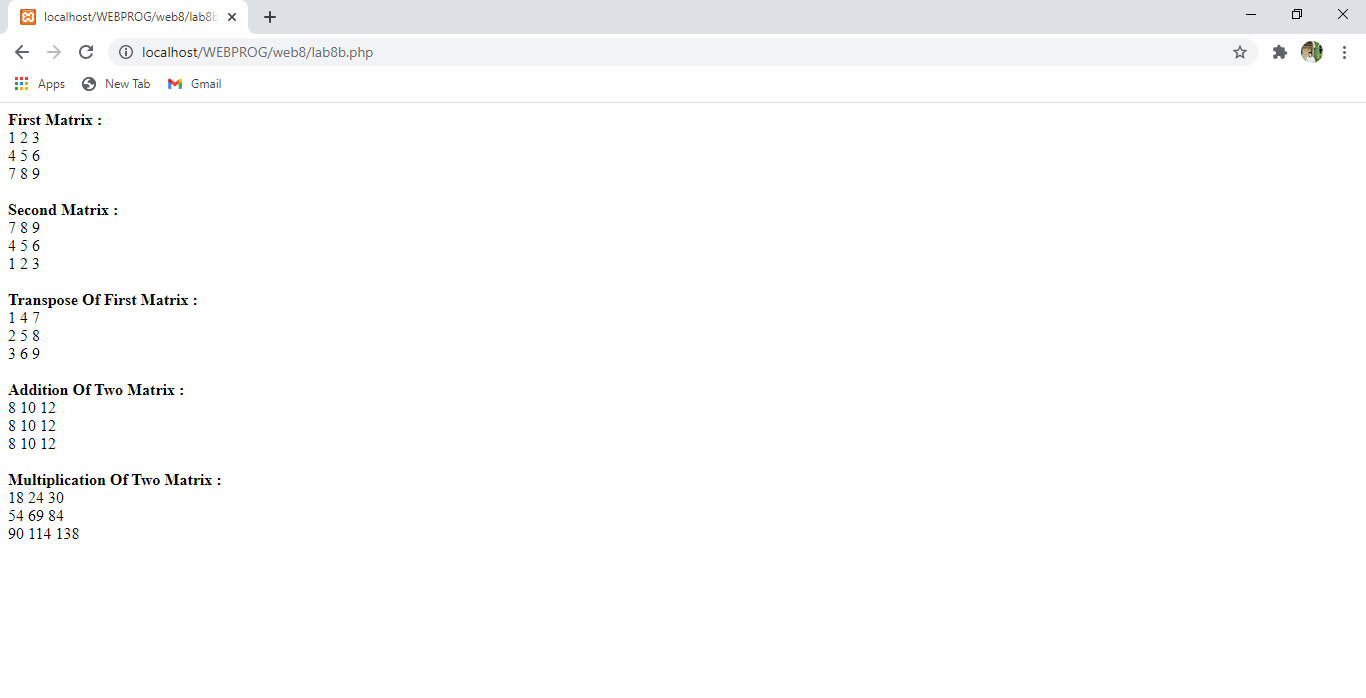 localhost/WEBPROG/web8/lab8b
localhost/WEBPROG/web8/lab8b.php
Apps New Tab Gmail
First Matrix :
1 2 3
4 5 6
7 8 9
Second Matrix :
7 8 9
4 5 6
1 2 3
Transpose Of First Matrix :
1 4 7
2 5 8
3 6 9
Addition Of Two Matrix :
8 10 12
8 10 12
8 10 12
Multiplication Of Two Matrix :
18 24 30
54 69 84
90 114 138